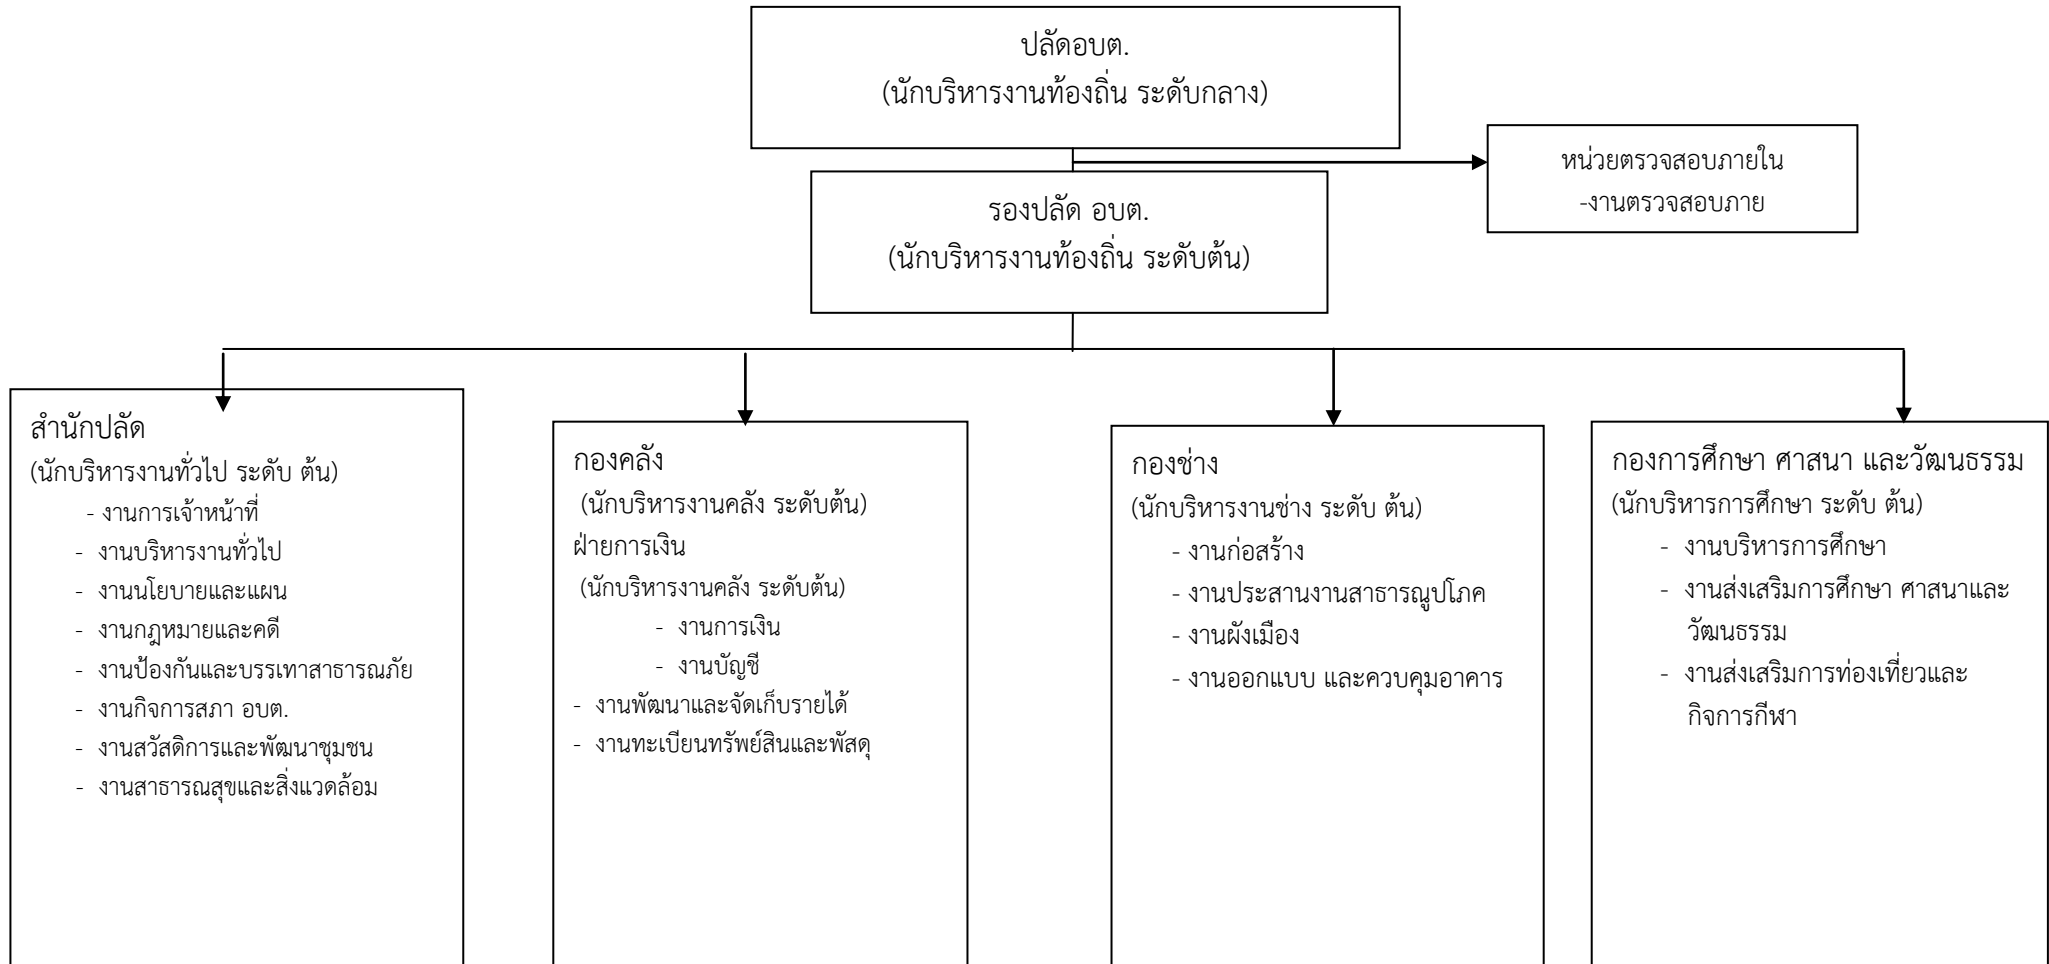 ปลัดอบต.
(นักบริหารงานท้องถิ่น ระดับกลาง)
หน่วยตรวจสอบภายใน
-งานตรวจสอบภาย
รองปลัด อบต.
(นักบริหารงานท้องถิ่น ระดับต้น)
สำนักปลัด
(นักบริหารงานทั่วไป ระดับ ต้น)
- งานการเจ้าหน้าที่
- งานบริหารงานทั่วไป
- งานนโยบายและแผน
- งานกฎหมายและคดี
- งานป้องกันและบรรเทาสาธารณภัย
- งานกิจการสภา อบต.
- งานสวัสดิการและพัฒนาชุมชน
- งานสาธารณสุขและสิ่งแวดล้อม
กองคลัง
(นักบริหารงานคลัง ระดับต้น)
ฝ่ายการเงิน
(นักบริหารงานคลัง ระดับต้น)
- งานการเงิน
- งานบัญชี
- งานพัฒนาและจัดเก็บรายได้
- งานทะเบียนทรัพย์สินและพัสดุ
กองช่าง
(นักบริหารงานช่าง ระดับ ต้น)
- งานก่อสร้าง
- งานประสานงานสาธารณูปโภค
- งานผังเมือง
- งานออกแบบ และควบคุมอาคาร
กองการศึกษา ศาสนา และวัฒนธรรม
(นักบริหารการศึกษา ระดับ ต้น)
- งานบริหารการศึกษา
- งานส่งเสริมการศึกษา ศาสนาและ
วัฒนธรรม
- งานส่งเสริมการท่องเที่ยวและ
กิจการกีฬา